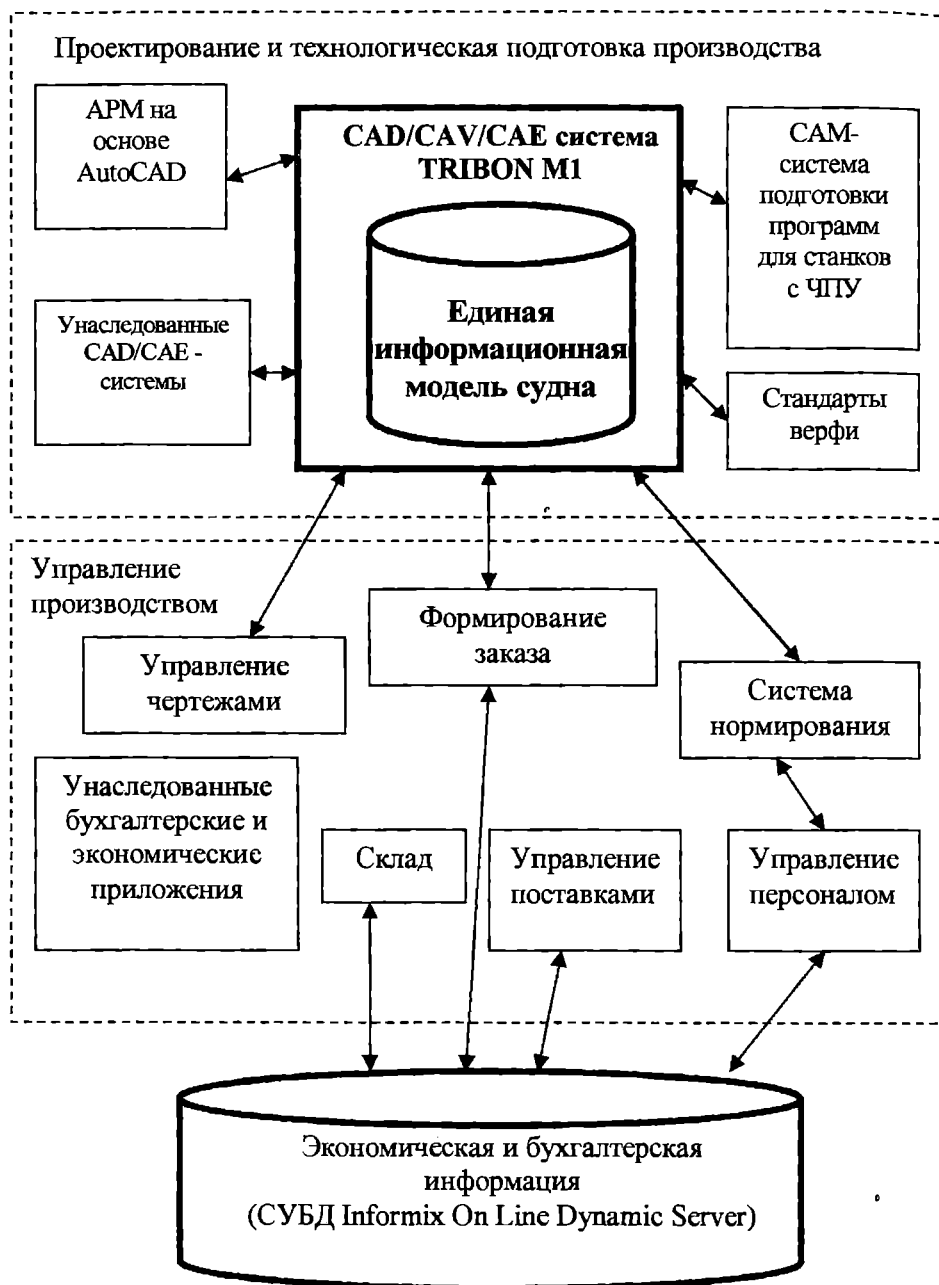 Проектирование и технологическая подготовка производства
АРМ на
основе
AutoCAD
CAD/CAV/CAE система
TRIBON M1
Единая
информационная
модель судна
CAM-
система
подготовки
программ
для станков
с ЧПУ
Унаследованные
CAD/CAE -
системы
Стандарты
верфи
Управление
производством
Управление
чертежами
Формирование
заказа
Система
нормирования
Унаследованные
бухгалтерские и
экономические
приложения
Склад
Управление
поставками
Управление
персоналом
Экономическая и бухгалтерская
информация
(СУБД Informix On Line Dynamic Server)